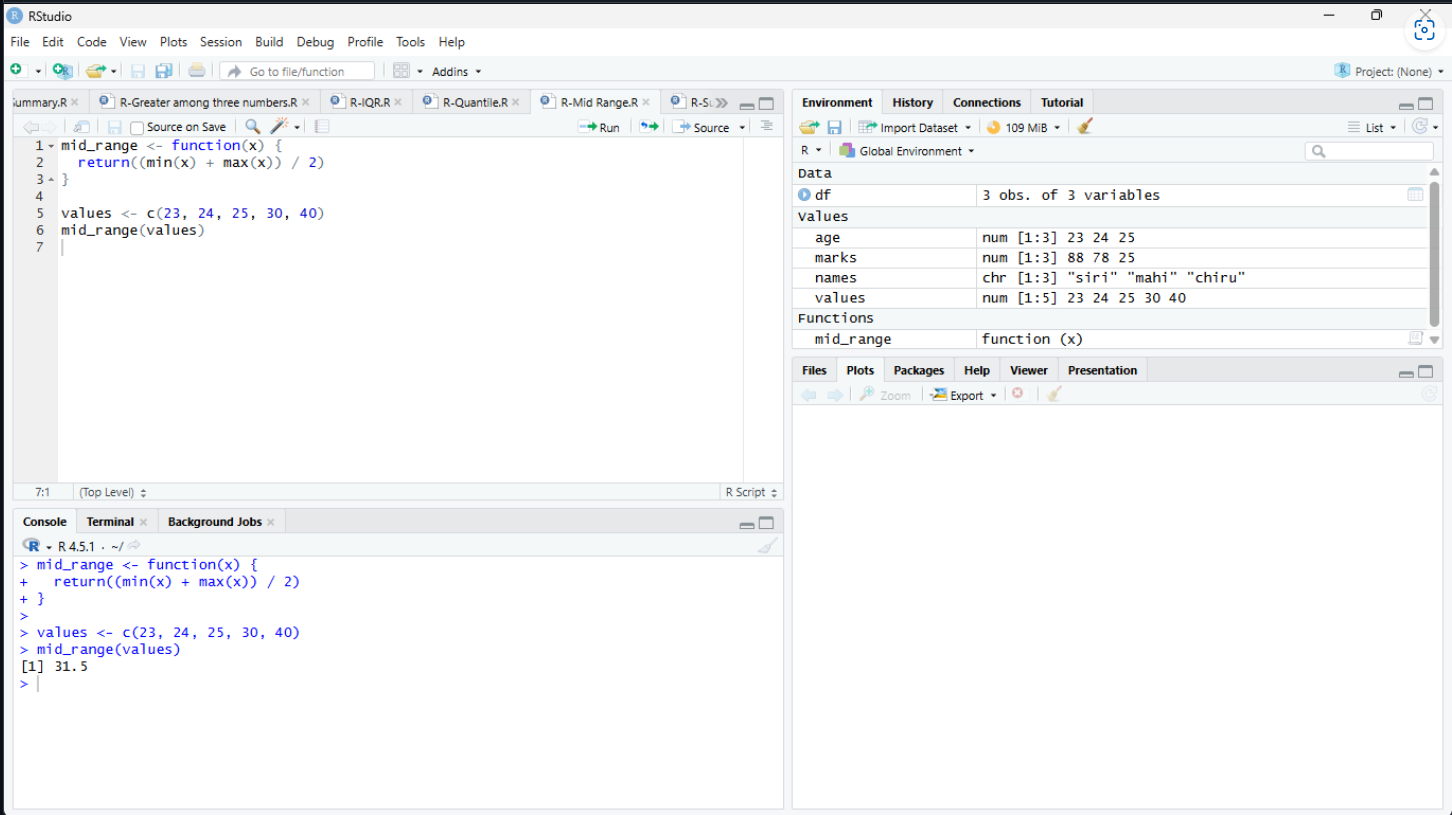 RStudio
File Edit Code View Plots Session Build Debug Profile Tools Help
Go to file/function Addins Project: (None)
ummary.R R-Greater among three numbers.R R-IQR.R R-Quantile.R R-Mid Range.R
Source on Save Run Source
1 mid_range <- function(x) {
2 return((min(x) + max(x)) / 2)
3 }
4
5 values <- c(23, 24, 25, 30, 40)
6 mid_range(values)
7
7:1 (Top Level) R Script
Console Terminal Background Jobs
R 4.5.1 · ~/
> mid_range <- function(x) {
+ return((min(x) + max(x)) / 2)
+ }
>
> values <- c(23, 24, 25, 30, 40)
> mid_range(values)
[1] 31.5
>
Environment History Connections Tutorial
Import Dataset 109 MiB List
R Global Environment
Data
df 3 obs. of 3 variables
Values
age num [1:3] 23 24 25
marks num [1:3] 88 78 25
names chr [1:3] "siri" "mahi" "chiru"
values num [1:5] 23 24 25 30 40
Functions
mid_range function (x)
Files Plots Packages Help Viewer Presentation
Zoom Export